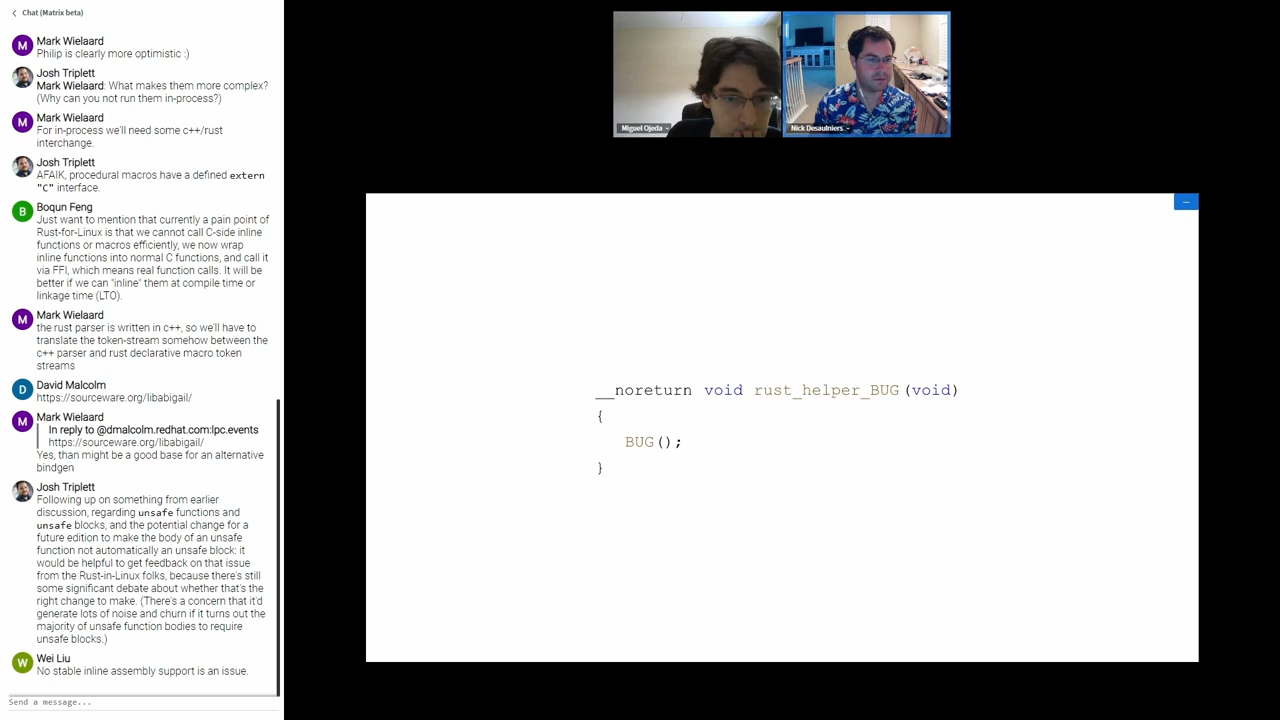 Chat (Matrix beta)
M
Mark Wielaard
Philip is clearly more optimistic :)
Josh Triplett
Mark Wielaard: What makes them more complex?
(Why can you not run them in-process?)
M
Mark Wielaard
For in-process we'll need some c++/rust
interchange.
Josh Triplett
AFAIK, procedural macros have a defined extern
"C" interface.
B
Boqun Feng
Just want to mention that currently a pain point of
Rust-for-Linux is that we cannot call C-side inline
functions or macros efficiently, we now wrap
inline functions into normal C functions, and call it
via FFI, which means real function calls. It will be
better if we can "inline" them at compile time or
linkage time (LTO).
M
Mark Wielaard
the rust parser is written in c++, so we'll have to
translate the token-stream somehow between the
c++ parser and rust declarative macro token
streams
D
David Malcolm
https://sourceware.org/libabigail/
M
Mark Wielaard
In reply to @dmalcolm.redhat.com:lpc.events
https://sourceware.org/libabigail/
Yes, than might be a good base for an alternative
bindgen
Josh Triplett
Following up on something from earlier
discussion, regarding unsafe functions and
unsafe blocks, and the potential change for a
future edition to make the body of an unsafe
function not automatically an unsafe block: it
would be helpful to get feedback on that issue
from the Rust-in-Linux folks, because there's still
some significant debate about whether that's the
right change to make. (There's a concern that it'd
generate lots of noise and churn if it turns out the
majority of unsafe function bodies to require
unsafe blocks.)
W
Wei Liu
No stable inline assembly support is an issue.
Send a message...
Miguel Ojeda
Nick Desaulniers
__noreturn void rust_helper_BUG(void)
{
BUG();
}